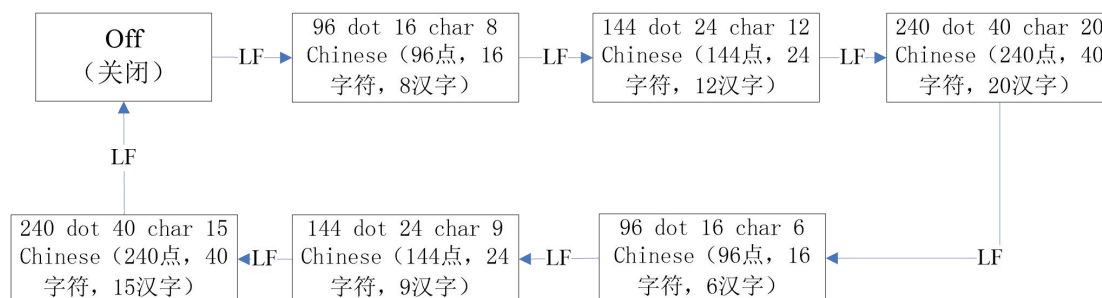 Off
（关闭）
LF
96 dot 16 char 8
Chinese（96点，16
字符，8汉字）
LF
144 dot 24 char 12
Chinese（144点，24
字符，12汉字）
LF
240 dot 40 char 20
Chinese（240点，40
字符，20汉字）
LF
96 dot 16 char 6
Chinese（96点，16
字符，6汉字）
LF
144 dot 24 char 9
Chinese（144点，24
字符，9汉字）
LF
240 dot 40 char 15
Chinese（240点，40
字符，15汉字）
LF